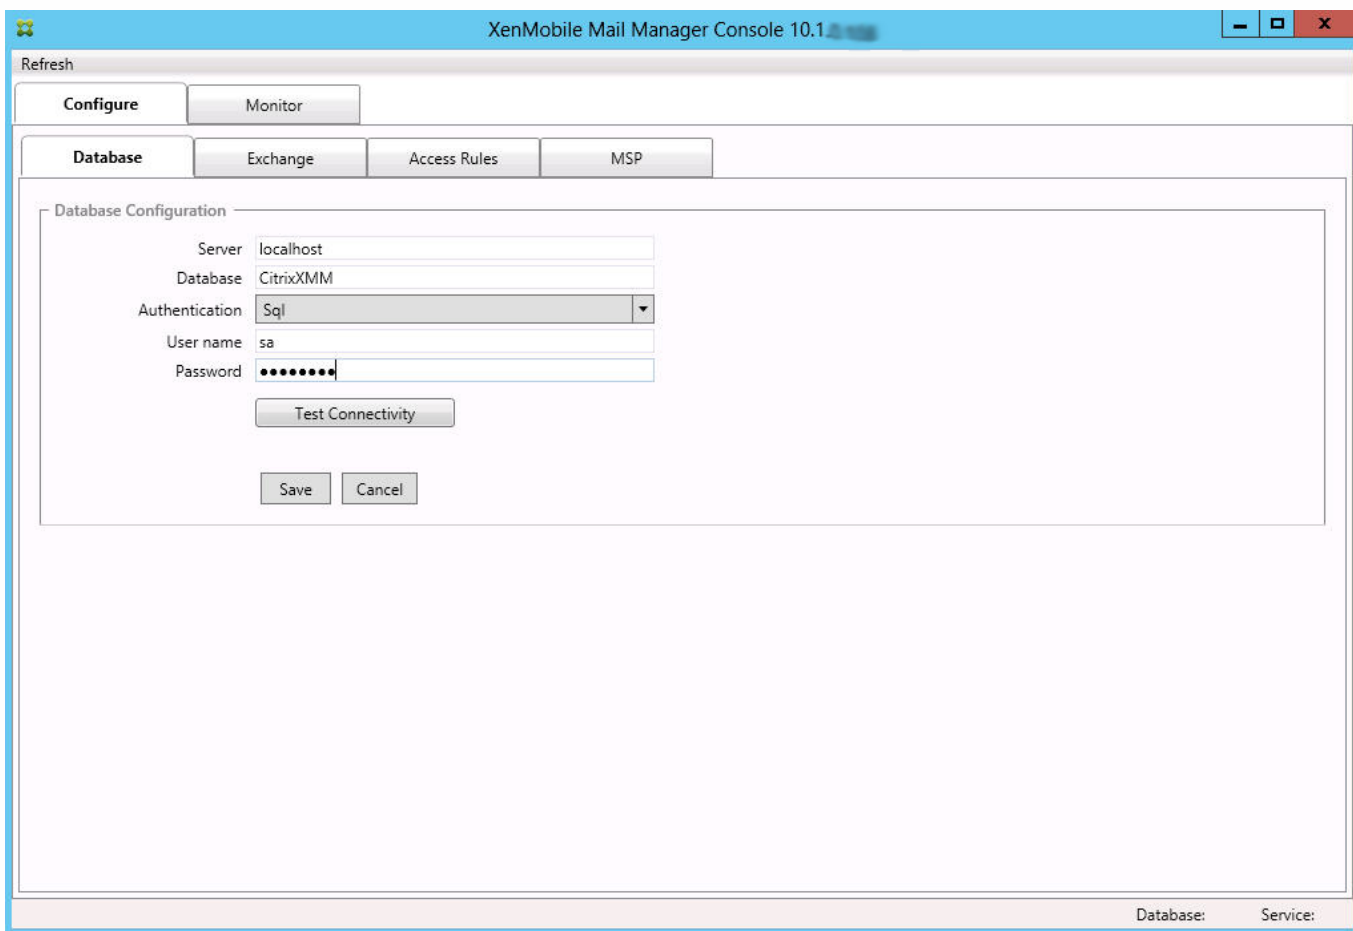 XenMobile Mail Manager Console 10.1
Refresh
Configure Monitor
Database Exchange Access Rules MSP
Database Configuration
Server localhost
Database CitrixXMM
Authentication Sql
User name sa
Password ●●●●●●●●
Test Connectivity
Save Cancel
Database: Service: